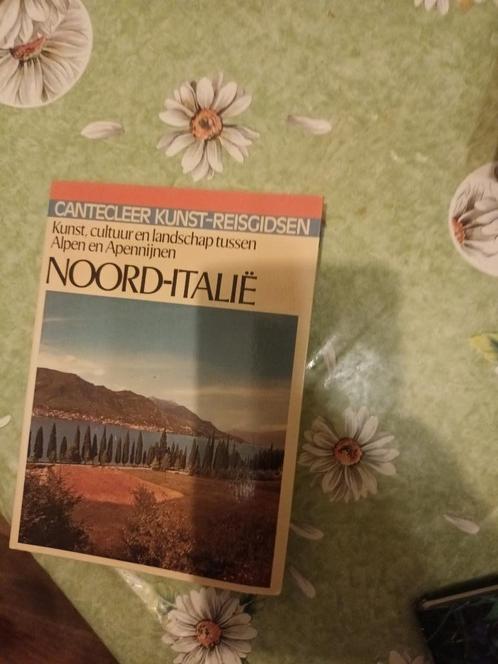 CANTECLEER KUNST-REISGIDSEN
Kunst, cultuur en landschap tussen
Alpen en Apennijnen
NOORD-ITALIË